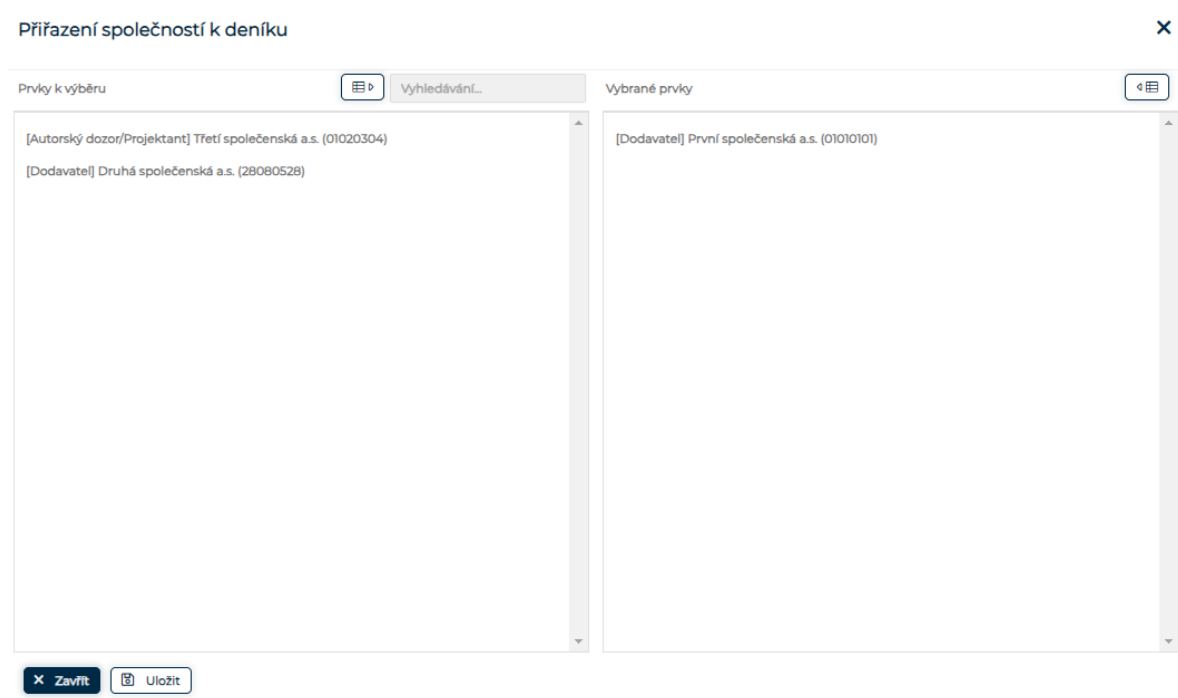 Přiřazení společností k deníku
Prvky k výběru
Vyhledávání...
Vybrané prvky
[Autorský dozor/Projektant] Třetí společenská a.s. (01020304)
[Dodavatel] Druhá společenská a.s. (28080528)
[Dodavatel] První společenská a.s. (01010101)
Zavřít
Uložit